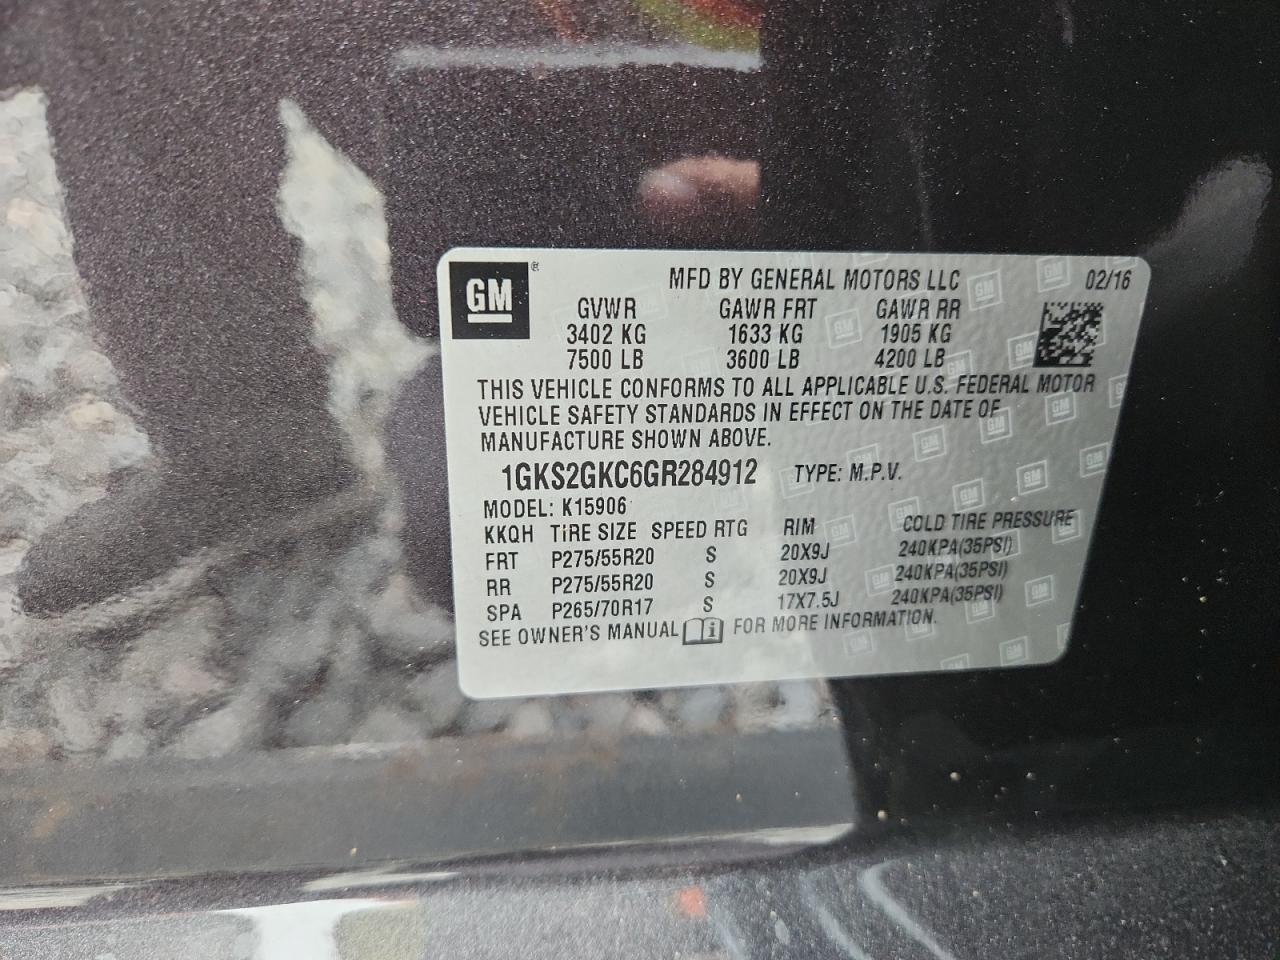 GM ®
MFD BY GENERAL MOTORS LLC 02/16
GVWR GAWR FRT GAWR RR
3402 KG 1633 KG 1905 KG
7500 LB 3600 LB 4200 LB
THIS VEHICLE CONFORMS TO ALL APPLICABLE U.S. FEDERAL MOTOR
VEHICLE SAFETY STANDARDS IN EFFECT ON THE DATE OF
MANUFACTURE SHOWN ABOVE.
1GKS2GKC6GR284912 TYPE: M.P.V.
MODEL: K15906
KKQH TIRE SIZE SPEED RTG RIM COLD TIRE PRESSURE
FRT P275/55R20 S 20X9J 240KPA(35PSI)
RR P275/55R20 S 20X9J 240KPA(35PSI)
SPA P265/70R17 S 17X7.5J 240KPA(35PSI)
SEE OWNER'S MANUAL FOR MORE INFORMATION.